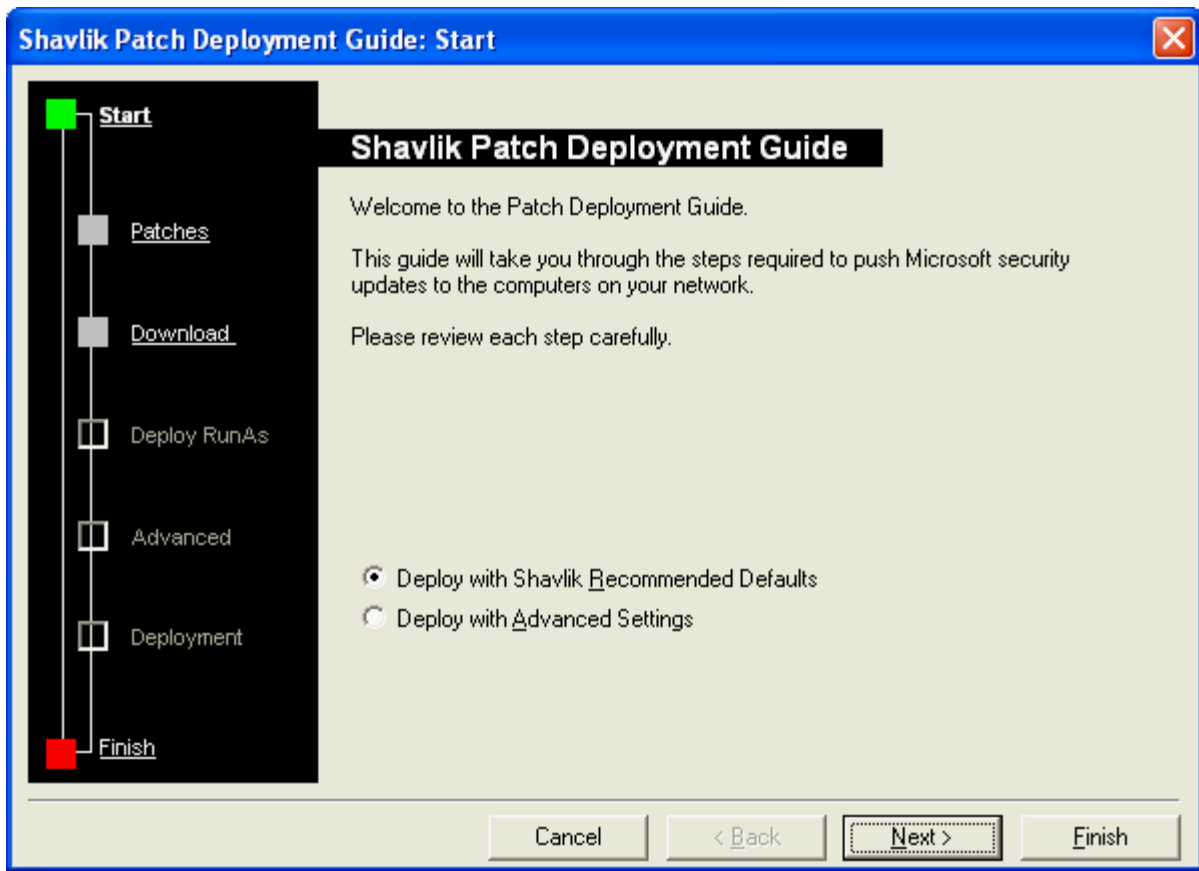 Shavlik Patch Deployment Guide: Start
Start
Patches
Download
Deploy RunAs
Advanced
Deployment
Finish
Shavlik Patch Deployment Guide
Welcome to the Patch Deployment Guide.
This guide will take you through the steps required to push Microsoft security
updates to the computers on your network.
Please review each step carefully.
Deploy with Shavlik Recommended Defaults
Deploy with Advanced Settings
Cancel
< Back
Next >
Finish